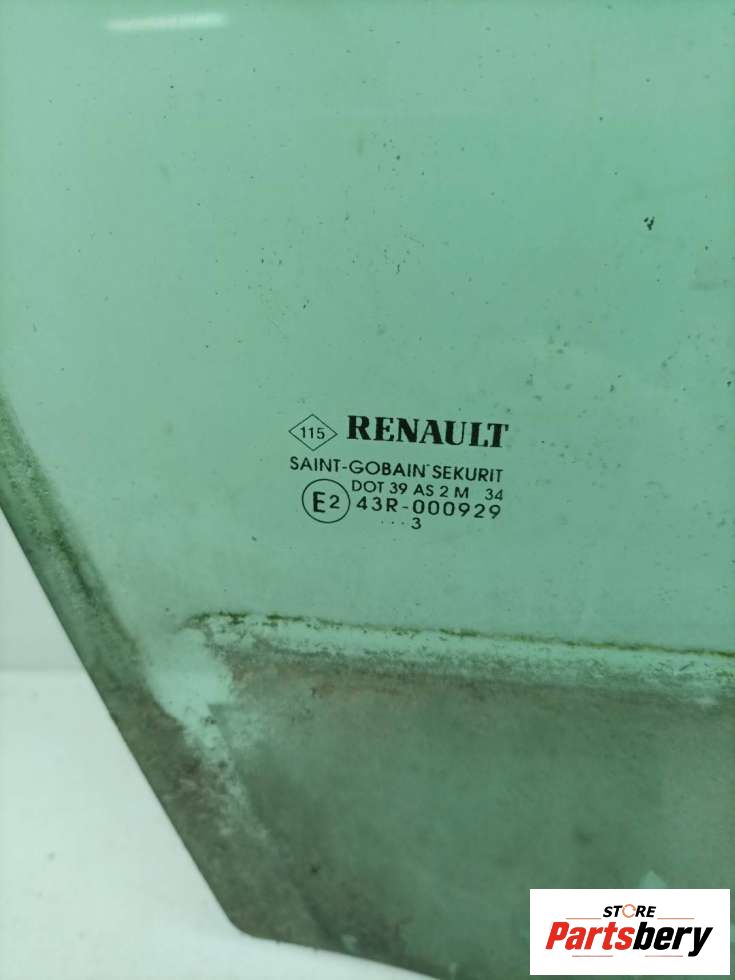 115 RENAULT
SAINT-GOBAIN SEKURIT
DOT 39 AS 2 M 34
E2 43R-000929
...3
STORE
Partsbery